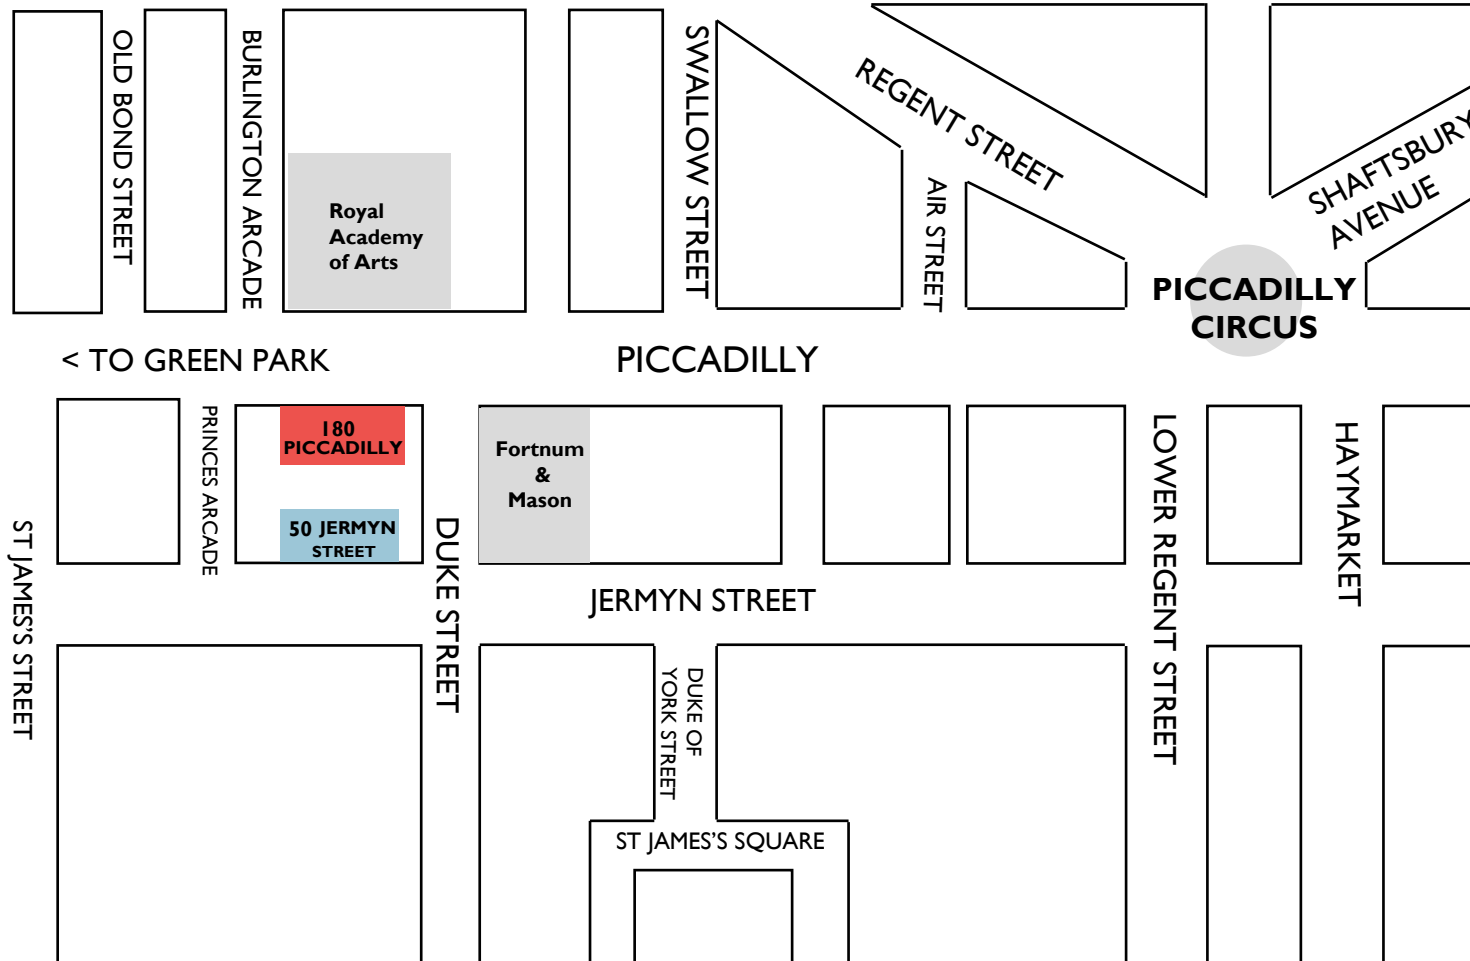 OLD BOND STREET
BURLINGTON ARCADE
Royal
Academy
of Arts
SWALLOW STREET
REGENT STREET
AIR STREET
SHAFTSBURY
AVENUE
PICCADILLY
CIRCUS
< TO GREEN PARK
PICCADILLY
PRINCES ARCADE
180
PICCADILLY
50 JERMYN
STREET
Fortnum
&
Mason
ST JAMES'S STREET
DUKE STREET
JERMYN STREET
LOWER REGENT STREET
HAYMARKET
DUKE OF
YORK STREET
ST JAMES'S SQUARE